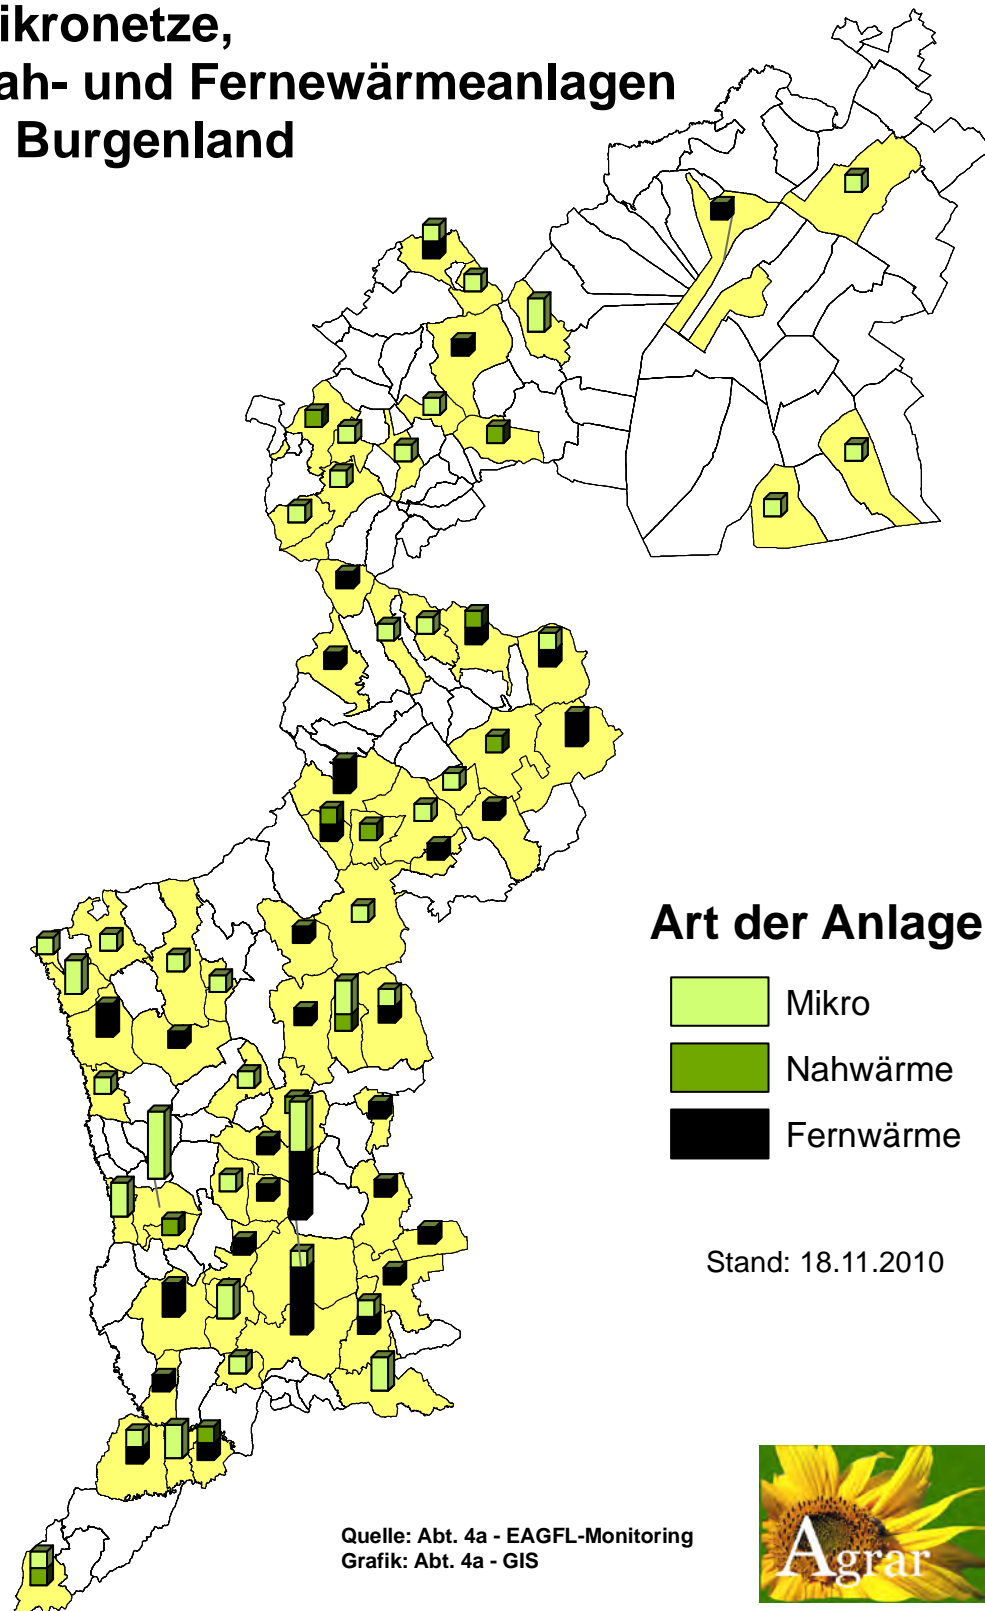 ikronetze,
ah- und Fernewärmeanlagen
Burgenland
Art der Anlage
Mikro
Nahwärme
Fernwärme
Stand: 18.11.2010
Quelle: Abt. 4a - EAGFL-Monitoring
Grafik: Abt. 4a - GIS
Agrar